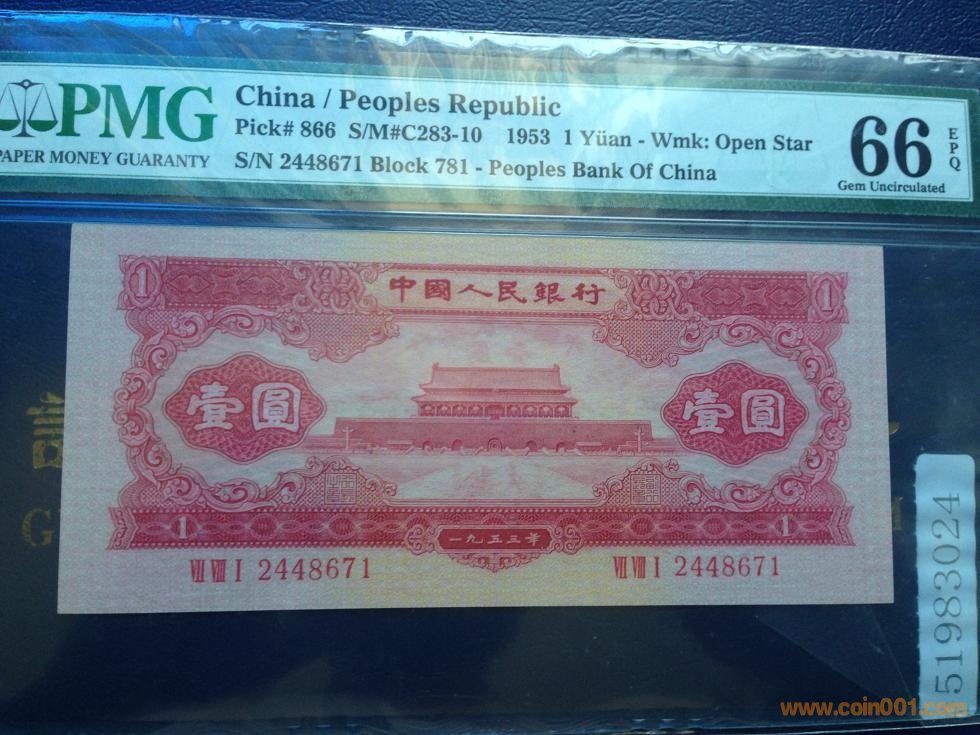 PMG
PAPER MONEY GUARANTY
China / Peoples Republic
Pick# 866 S/M#C283-10 1953 1 Yüan - Wmk: Open Star
S/N 2448671 Block 781 - Peoples Bank Of China
66
EPQ
Gem Uncirculated
1
中國人民銀行
1
壹圓
壹圓
1
一九五三年
1
VII VIII I 2448671
VII VIII I 2448671
51983024
www.coin001.com